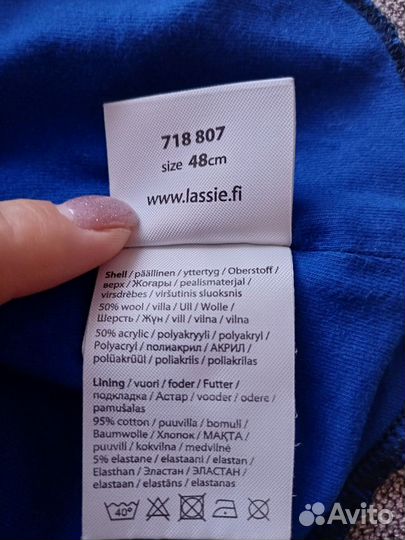 718 807
size 48cm
www.lassie.fi
Shell / päällinen / yttertyg / Oberstoff /
верх / Жоғары / pealismaterjal /
virsdrēbes / viršutinis sluoksnis
50% wool / villa / Ull / Wolle /
Шерсть / Жүн / vill / vilna / vilna
50% acrylic / polyakryyli / polyakryl /
Polyacryl / полиакрил / АКРИЛ /
polüakrüül / poliakrils / poliakrilas
Lining / vuori / foder / Futter /
подкладка / Астар / vooder / odere /
pamušalas
95% cotton / puuvilla / bomull /
Baumwolle / Хлопок / МАҚТА /
puuvill / kokvilna / medvilnė
5% elastane / elastaani / elastan /
Elasthan / Эластан / ЭЛАСТАН /
elastaan / elastāns / elastanas
40°
Avito